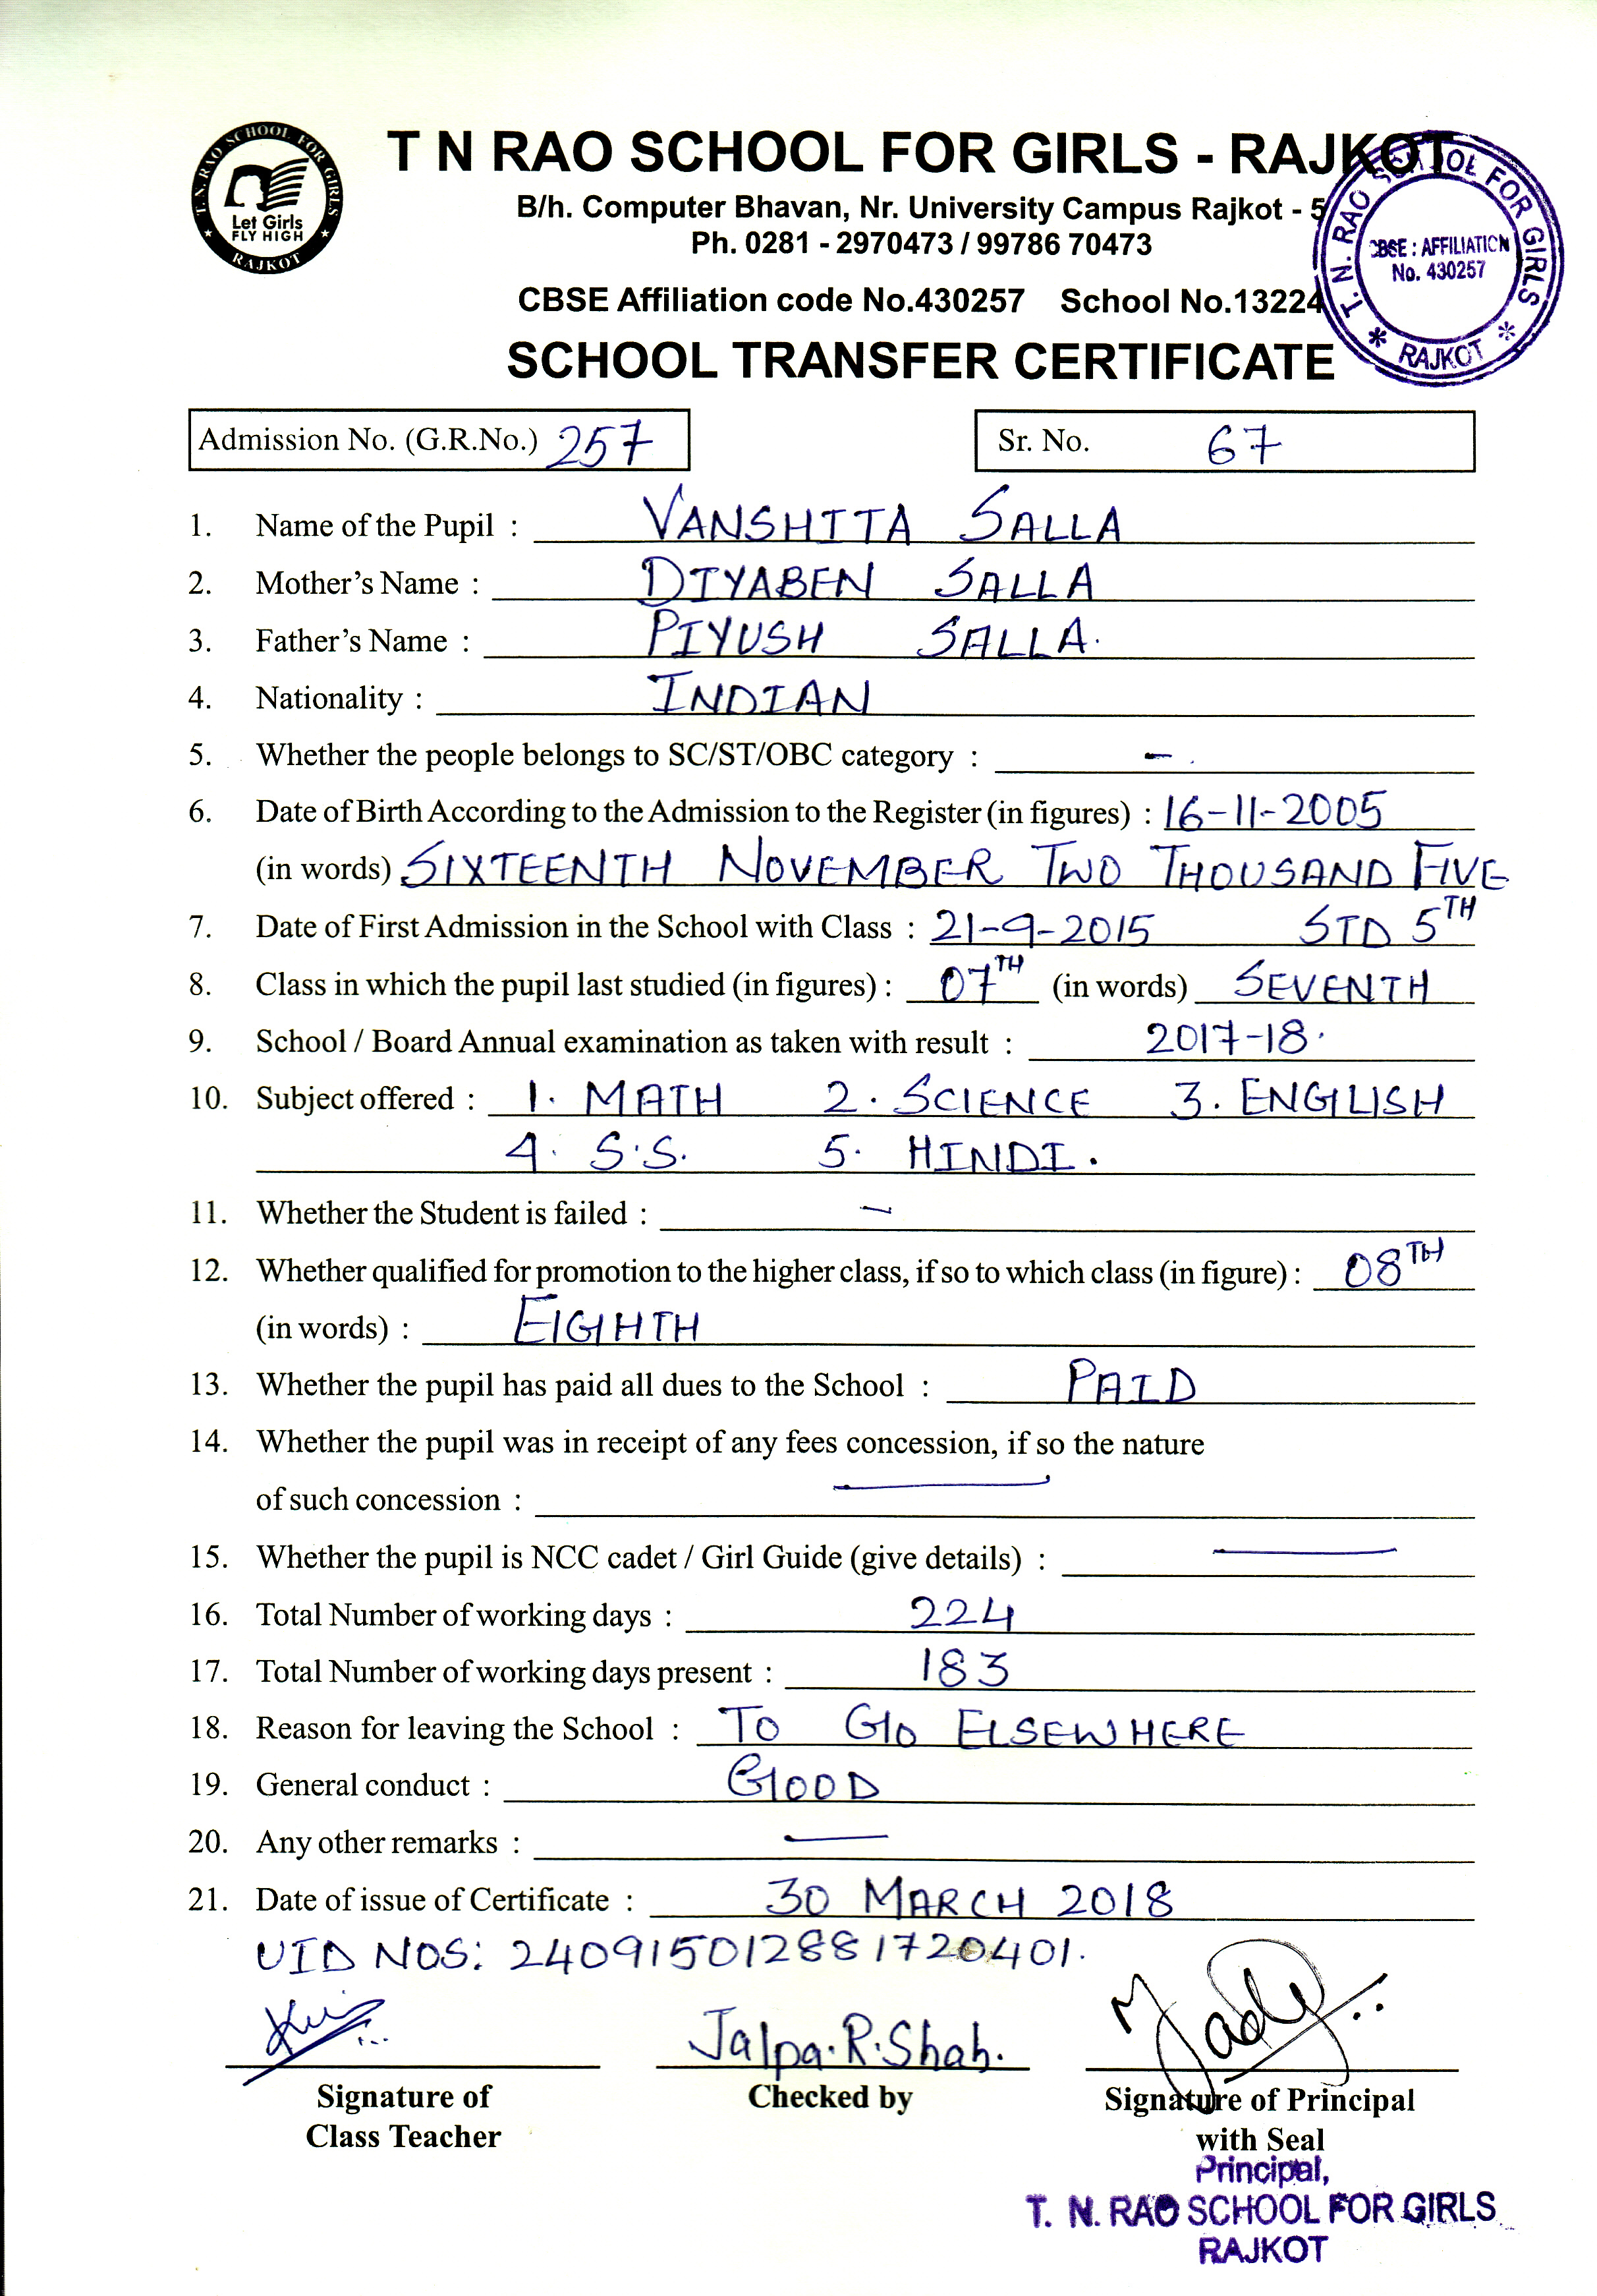 T. N. RAO SCHOOL FOR GIRLS
Let Girls
FLY HIGH
RAJKOT
T N RAO SCHOOL FOR GIRLS - RAJKOT
B/h. Computer Bhavan, Nr. University Campus Rajkot - 5
Ph. 0281 - 2970473 / 99786 70473
CBSE Affiliation code No.430257 School No.13224
SCHOOL TRANSFER CERTIFICATE
T. N. RAO SCHOOL FOR GIRLS
CBSE : AFFILIATION
No. 430257
* RAJKOT *
Admission No. (G.R.No.) 257
Sr. No. 67
1. Name of the Pupil : VANSHITA SALLA
2. Mother's Name : DIYABEN SALLA
3. Father's Name : PIYUSH SALLA.
4. Nationality : INDIAN
5. Whether the people belongs to SC/ST/OBC category : -
6. Date of Birth According to the Admission to the Register (in figures) : 16-11-2005
(in words) SIXTEENTH NOVEMBER TWO THOUSAND FIVE
7. Date of First Admission in the School with Class : 21-9-2015 STD 5TH
8. Class in which the pupil last studied (in figures) : 07TH (in words) SEVENTH
9. School / Board Annual examination as taken with result : 2017-18.
10. Subject offered : 1. MATH 2. SCIENCE 3. ENGLISH
4. S.S. 5. HINDI.
11. Whether the Student is failed : -
12. Whether qualified for promotion to the higher class, if so to which class (in figure) : 08TH
(in words) : EIGHTH
13. Whether the pupil has paid all dues to the School : PAID
14. Whether the pupil was in receipt of any fees concession, if so the nature
of such concession : —
15. Whether the pupil is NCC cadet / Girl Guide (give details) : —
16. Total Number of working days : 224
17. Total Number of working days present : 183
18. Reason for leaving the School : TO GO ELSEWHERE
19. General conduct : GOOD
20. Any other remarks : —
21. Date of issue of Certificate : 30 MARCH 2018
UID NOS: 240915012881720401.
Jalpa.R.Shah.
Signature of
Class Teacher
Checked by
Signature of Principal
with Seal
Principal,
T. N. RAO SCHOOL FOR GIRLS
RAJKOT